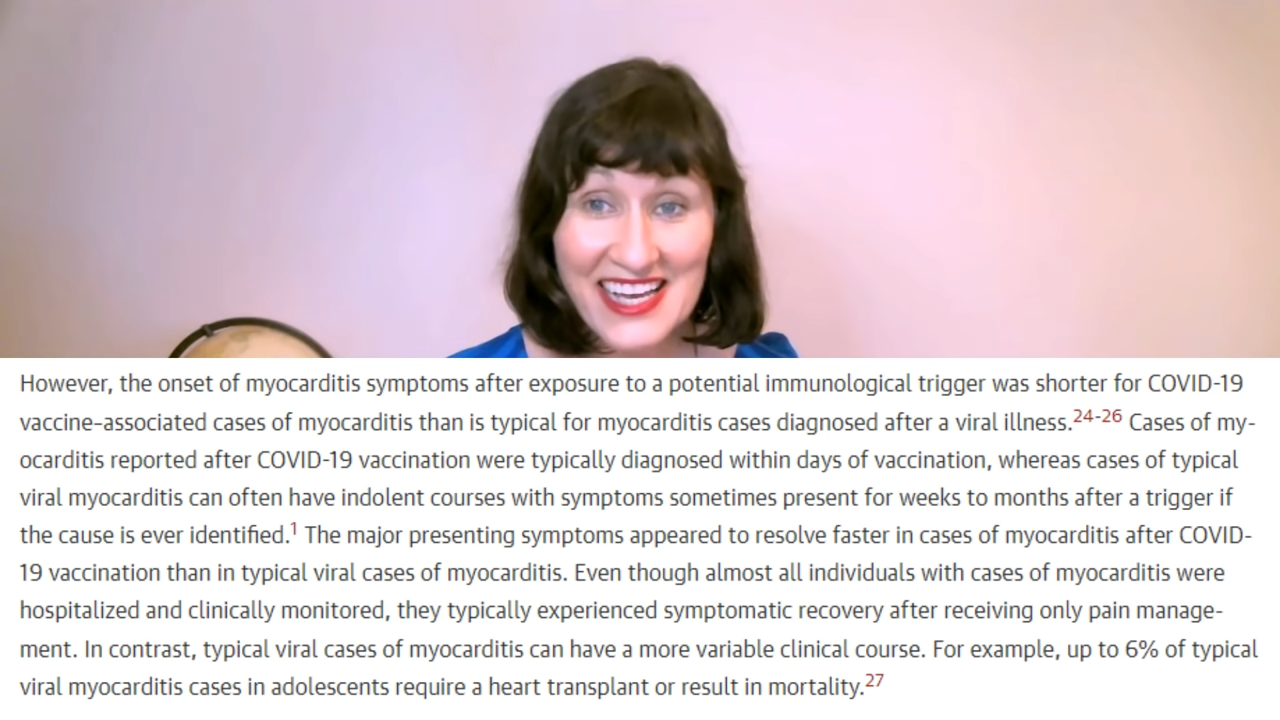 However, the onset of myocarditis symptoms after exposure to a potential immunological trigger was shorter for COVID-19
vaccine-associated cases of myocarditis than is typical for myocarditis cases diagnosed after a viral illness.24-26 Cases of my-
ocarditis reported after COVID-19 vaccination were typically diagnosed within days of vaccination, whereas cases of typical
viral myocarditis can often have indolent courses with symptoms sometimes present for weeks to months after a trigger if
the cause is ever identified.1 The major presenting symptoms appeared to resolve faster in cases of myocarditis after COVID-
19 vaccination than in typical viral cases of myocarditis. Even though almost all individuals with cases of myocarditis were
hospitalized and clinically monitored, they typically experienced symptomatic recovery after receiving only pain manage-
ment. In contrast, typical viral cases of myocarditis can have a more variable clinical course. For example, up to 6% of typical
viral myocarditis cases in adolescents require a heart transplant or result in mortality.27